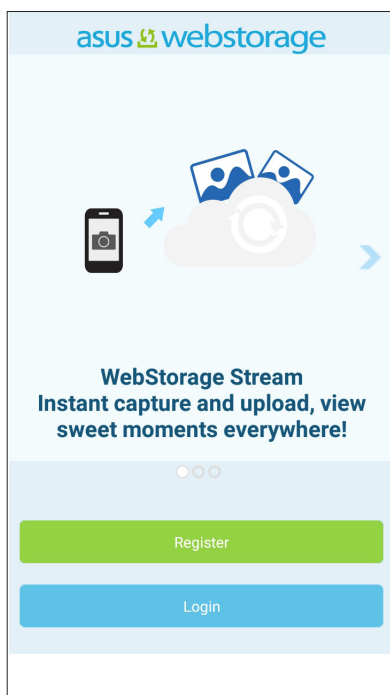 asus webstorage
WebStorage Stream
Instant capture and upload, view
sweet moments everywhere!
Register
Login